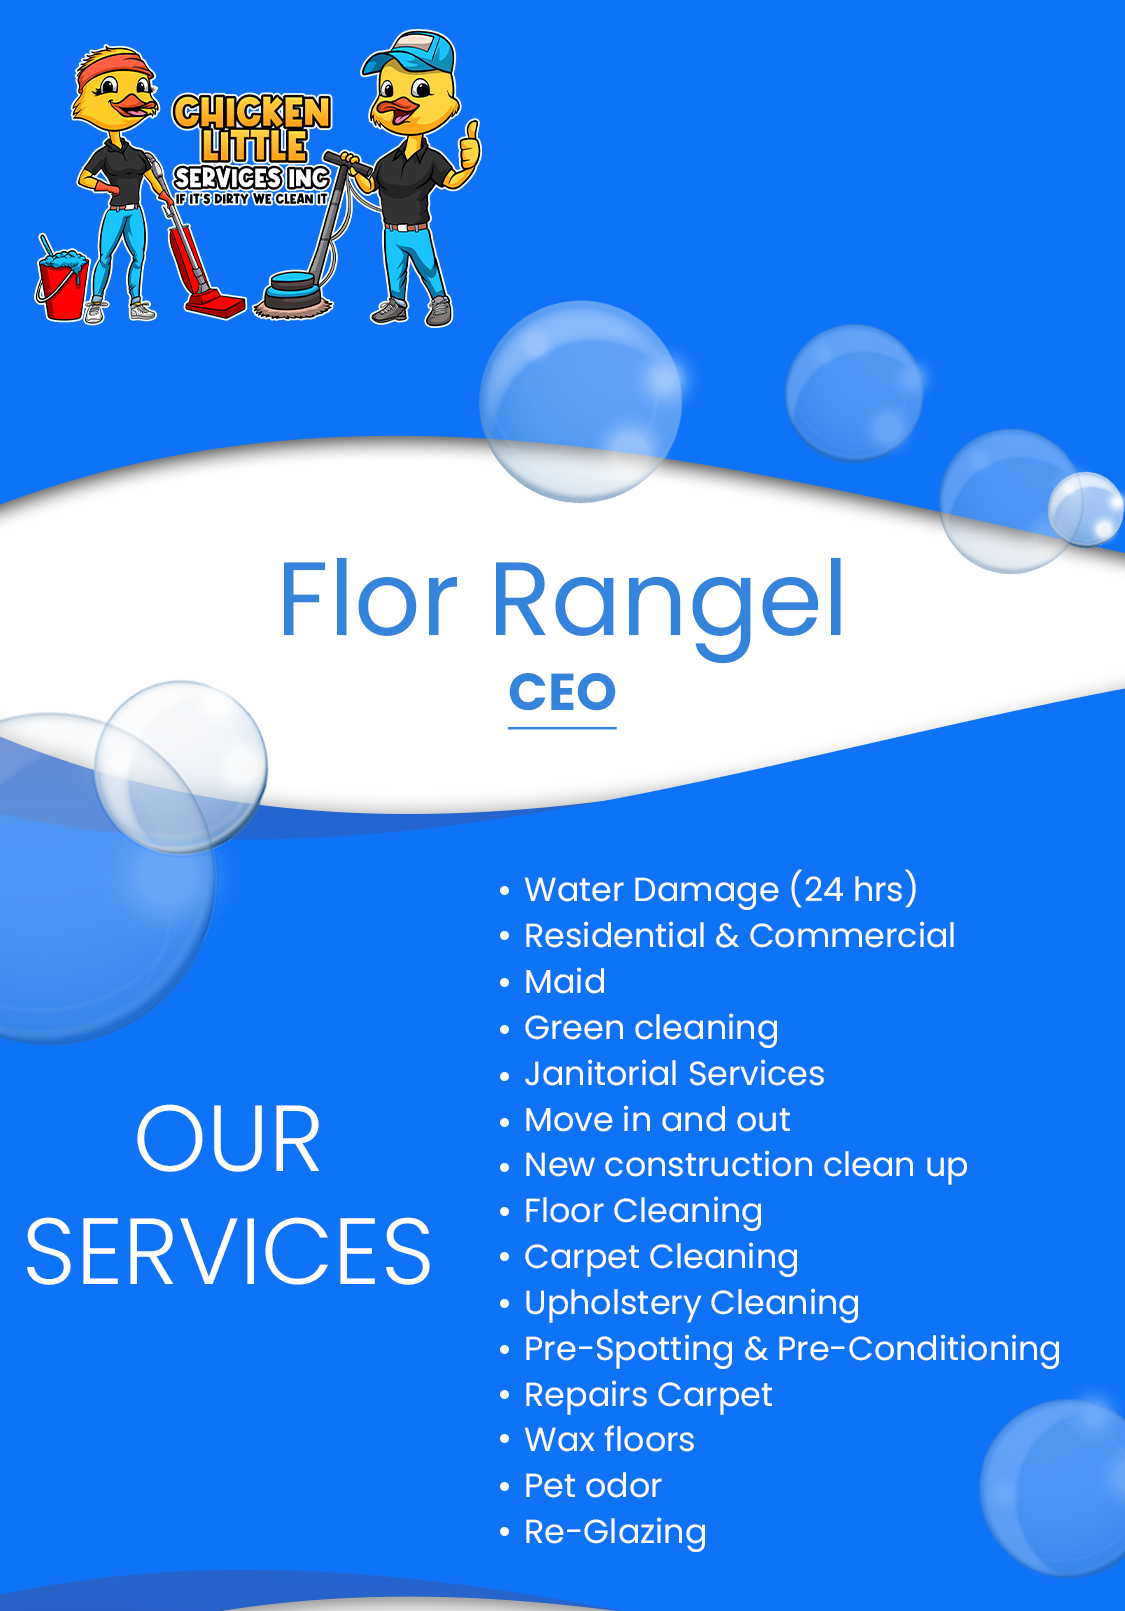 CHICKEN
LITTLE
SERVICES INC
IF IT'S DIRTY WE CLEAN IT
Flor Rangel
CEO
OUR
SERVICES
• Water Damage (24 hrs)
• Residential & Commercial
• Maid
• Green cleaning
• Janitorial Services
• Move in and out
• New construction clean up
• Floor Cleaning
• Carpet Cleaning
• Upholstery Cleaning
• Pre-Spotting & Pre-Conditioning
• Repairs Carpet
• Wax floors
• Pet odor
• Re-Glazing